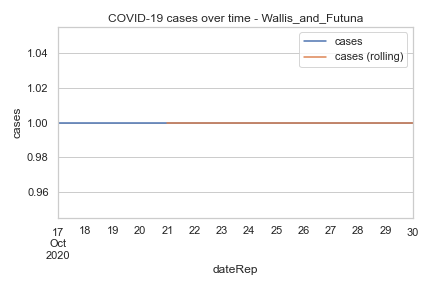 COVID-19 cases over time - Wallis_and_Futuna
cases
cases (rolling)
cases
1.04
1.02
1.00
0.98
0.96
17 18 19 20 21 22 23 24 25 26 27 28 29 30
Oct
2020
dateRep